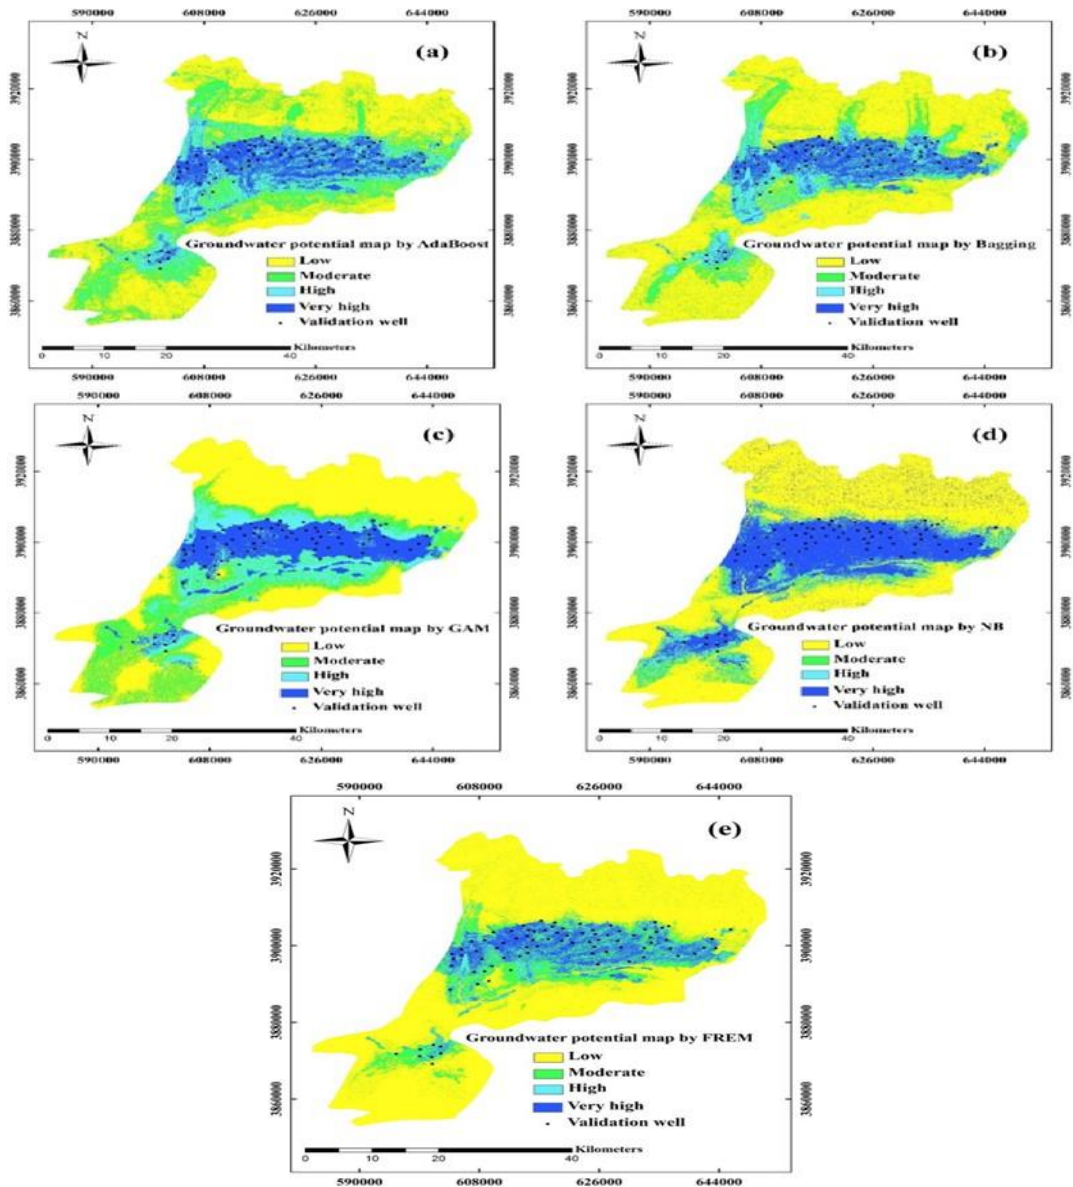 590000 608000 626000 644000
N
(a)
3920000
3900000
3880000
3860000
Groundwater potential map by AdaBoost
Low
Moderate
High
Very high
Validation well
Kilometers
0 10 20 40
590000 608000 626000 644000
590000 608000 626000 644000
N
(b)
3920000
3900000
3880000
3860000
Groundwater potential map by Bagging
Low
Moderate
High
Very high
Validation well
Kilometers
0 10 20 40
590000 608000 626000 644000
590000 608000 626000 644000
N
(c)
3920000
3900000
3880000
3860000
Groundwater potential map by GAM
Low
Moderate
High
Very high
Validation well
Kilometers
0 10 20 40
590000 608000 626000 644000
590000 608000 626000 644000
N
(d)
3920000
3900000
3880000
3860000
Groundwater potential map by NB
Low
Moderate
High
Very high
Validation well
Kilometers
0 10 20 40
590000 608000 626000 644000
590000 608000 626000 644000
N
(e)
3920000
3900000
3880000
3860000
Groundwater potential map by FREM
Low
Moderate
High
Very high
Validation well
Kilometers
0 10 20 40
590000 608000 626000 644000